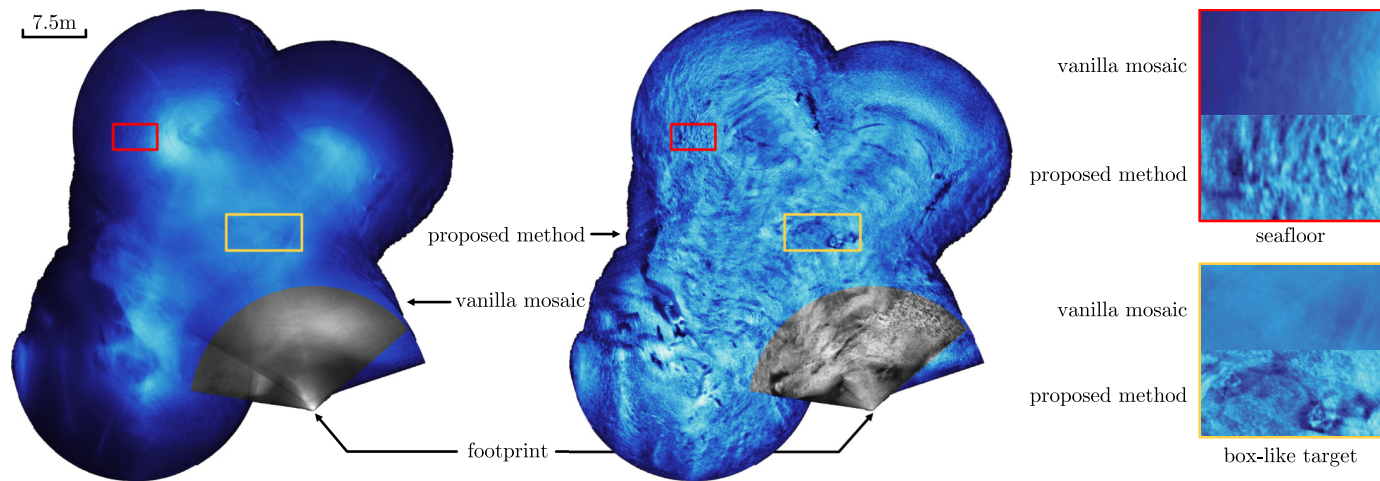 7.5m
proposed method
vanilla mosaic
footprint
vanilla mosaic
proposed method
seafloor
vanilla mosaic
proposed method
box-like target